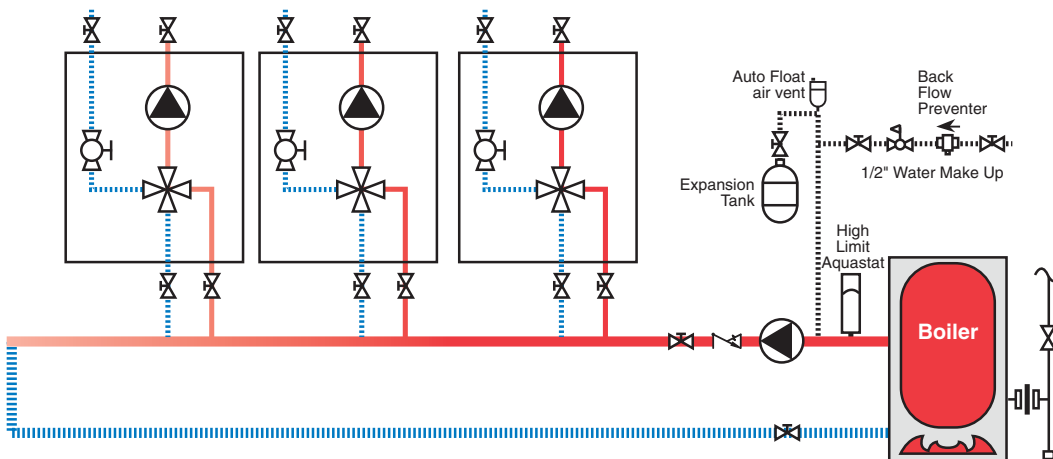 Auto Float
air vent
Back
Flow
Preventer
1/2" Water Make Up
Expansion
Tank
High
Limit
Aquastat
Boiler